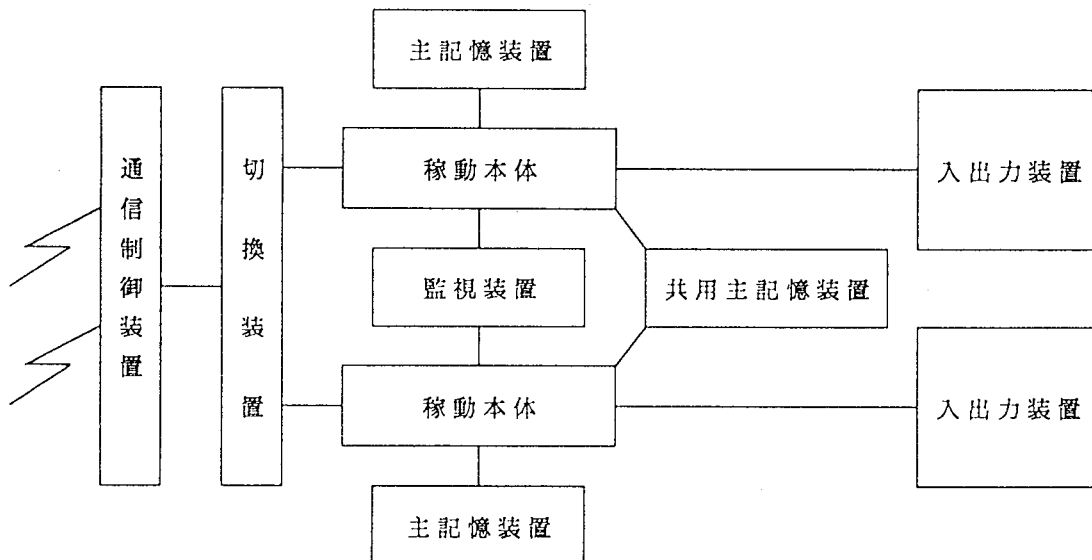 主記憶装置
通信制御装置
切換装置
稼動本体
入出力装置
監視装置
共用主記憶装置
稼動本体
入出力装置
主記憶装置